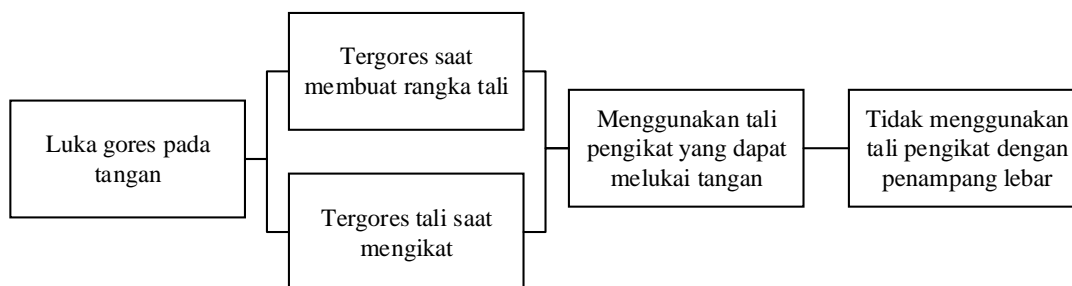 Luka gores pada
tangan
Tergores saat
membuat rangka tali
Tergores tali saat
mengikat
Menggunakan tali
pengikat yang dapat
melukai tangan
Tidak menggunakan
tali pengikat dengan
penampang lebar